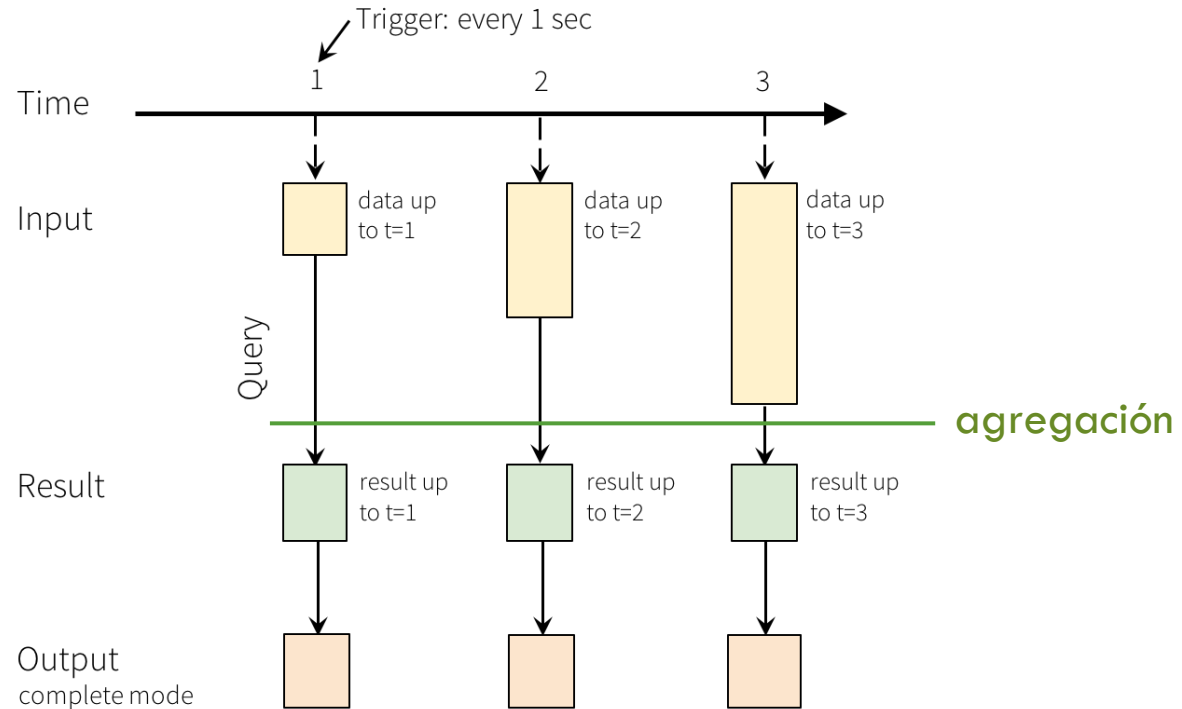 Trigger: every 1 sec
1
2
3
Time
Input
data up
to t=1
data up
to t=2
data up
to t=3
Query
agregación
Result
result up
to t=1
result up
to t=2
result up
to t=3
Output
complete mode